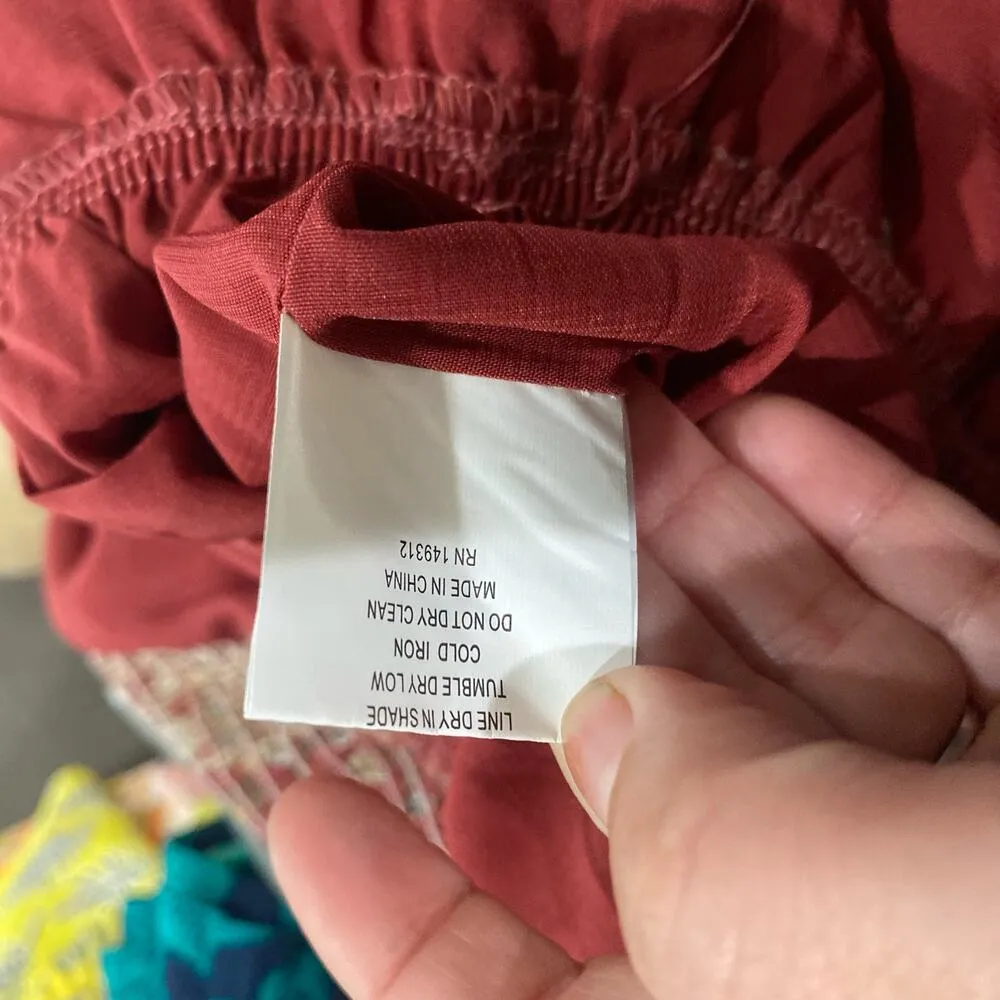 LINE DRY IN SHADE
TUMBLE DRY LOW
COLD IRON
DO NOT DRY CLEAN
MADE IN CHINA
RN 149312